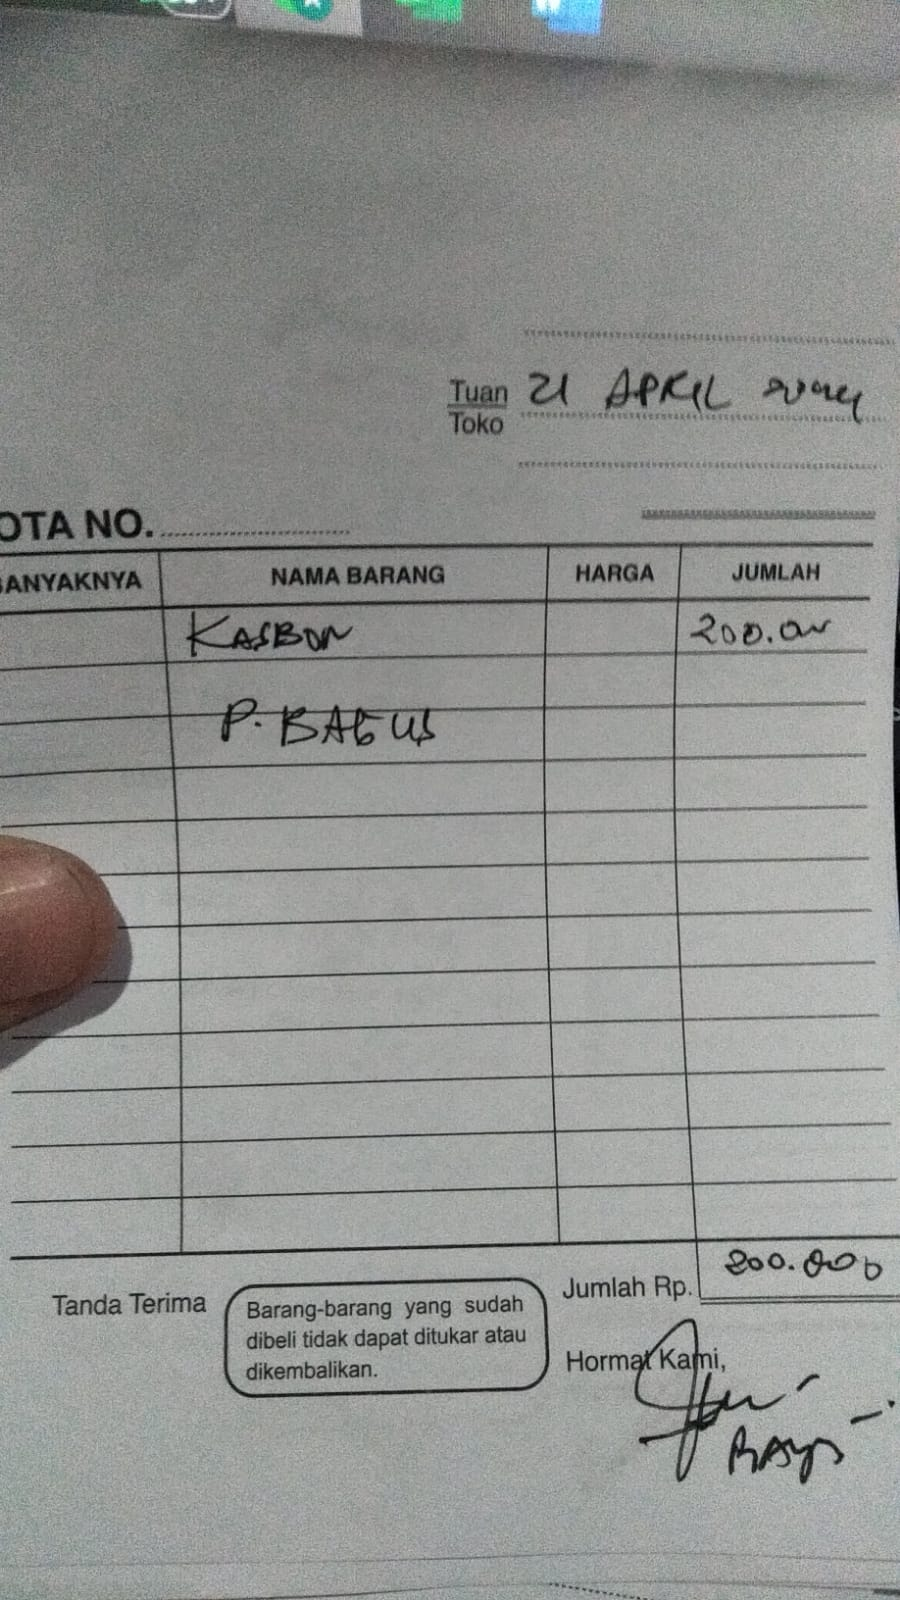 Tuan 21 APRIL 2024
Toko
OTA NO.
BANYAKNYA NAMA BARANG HARGA JUMLAH
KASBON 200.000
P. BAGUS
Jumlah Rp. 200.000
Tanda Terima
Barang-barang yang sudah
dibeli tidak dapat ditukar atau
dikembalikan.
Hormat Kami,